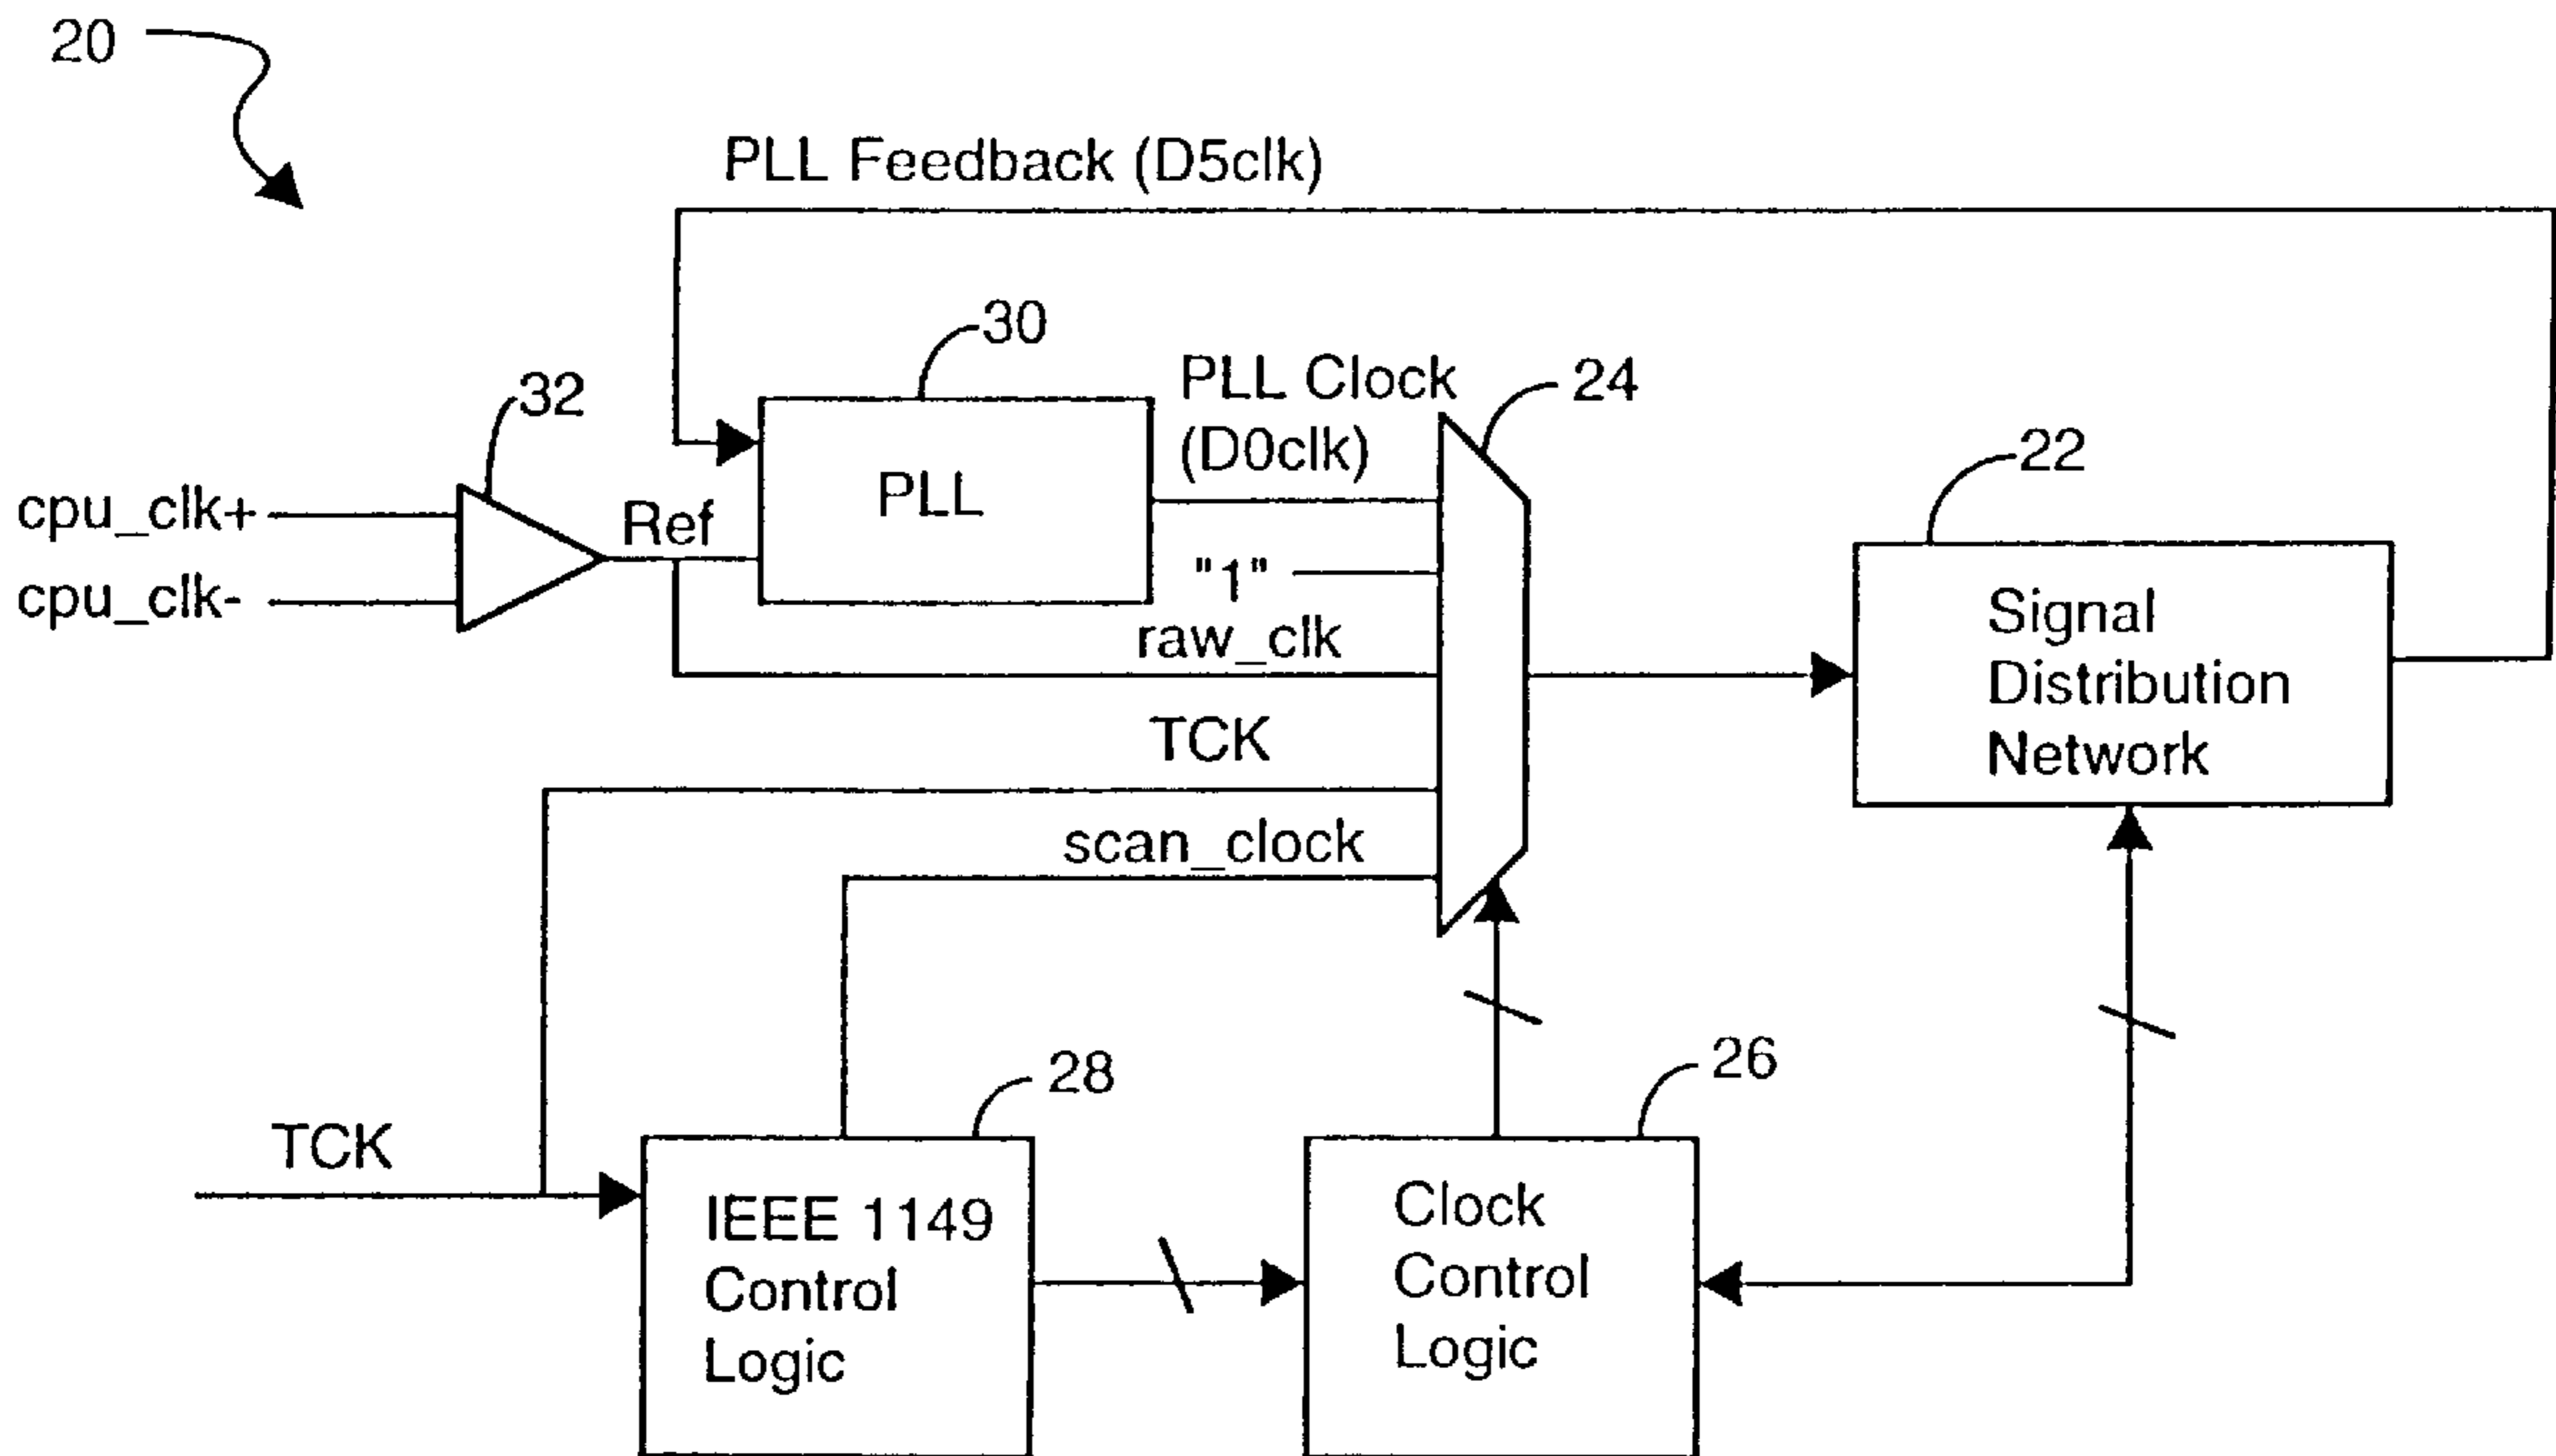 20
PLL Feedback (D5clk)
30
PLL Clock
(D0clk)
24
32
22
cpu_clk+
Ref
PLL
cpu_clk-
"1"
raw_clk
Signal
Distribution
Network
TCK
scan_clock
28
26
TCK
IEEE 1149
Control
Logic
Clock
Control
Logic